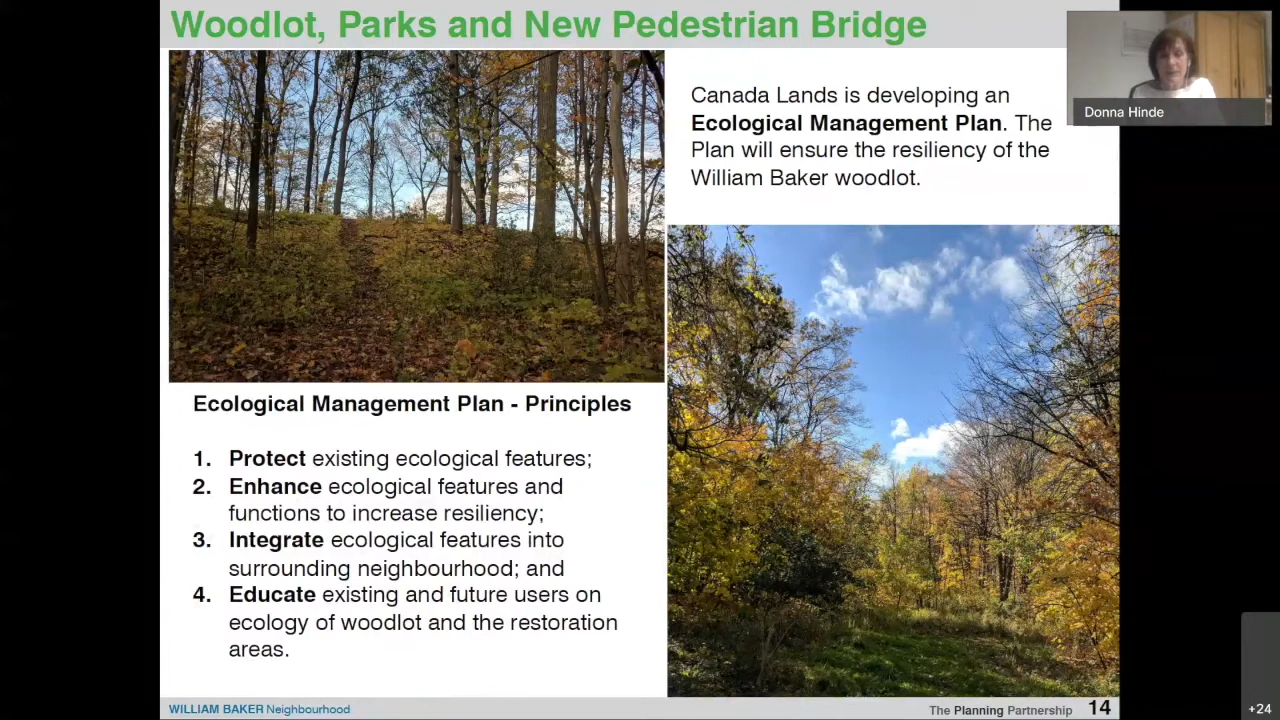 Woodlot, Parks and New Pedestrian Bridge
Donna Hinde
Canada Lands is developing an
Ecological Management Plan. The
Plan will ensure the resiliency of the
William Baker woodlot.
Ecological Management Plan - Principles
1. Protect existing ecological features;
2. Enhance ecological features and
functions to increase resiliency;
3. Integrate ecological features into
surrounding neighbourhood; and
4. Educate existing and future users on
ecology of woodlot and the restoration
areas.
WILLIAM BAKER Neighbourhood
The Planning Partnership 14
+24